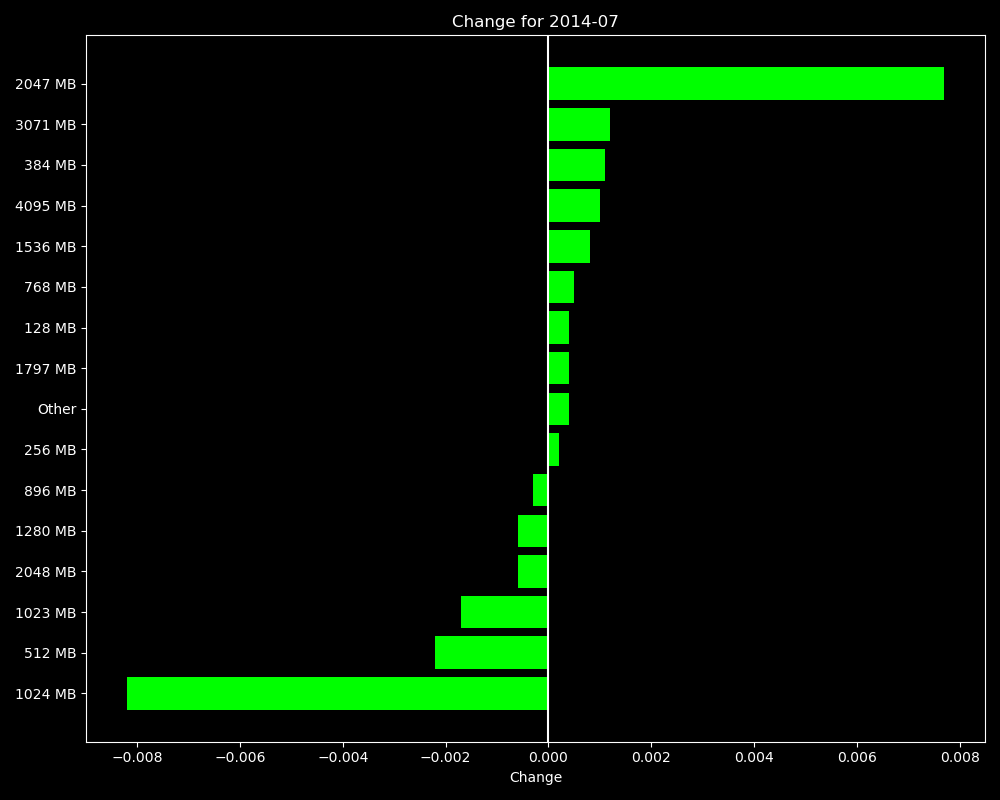 Change for 2014-07
2047 MB
3071 MB
384 MB
4095 MB
1536 MB
768 MB
128 MB
1797 MB
Other
256 MB
896 MB
1280 MB
2048 MB
1023 MB
512 MB
1024 MB
−0.008 −0.006 −0.004 −0.002 0.000 0.002 0.004 0.006 0.008
Change